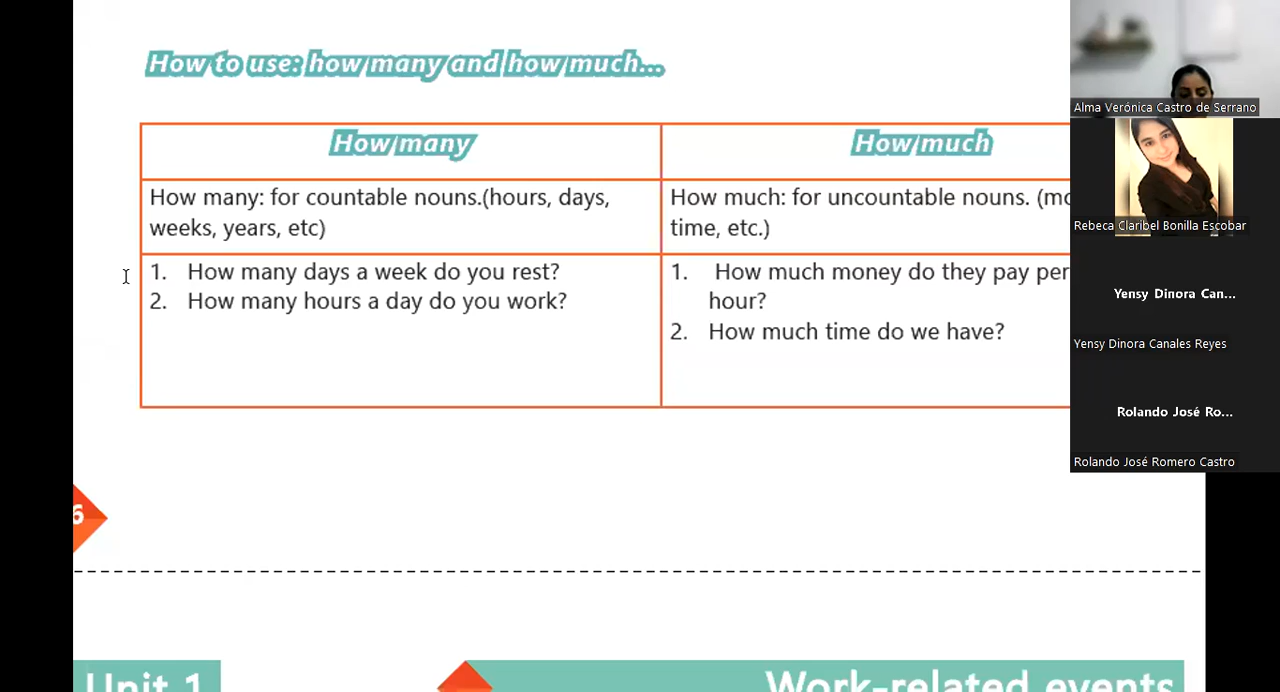 How to use: how many and how much...
How many
How much
How many: for countable nouns.(hours, days,
weeks, years, etc)
How much: for uncountable nouns. (mo
time, etc.)
1. How many days a week do you rest?
2. How many hours a day do you work?
1. How much money do they pay per
hour?
2. How much time do we have?
6
Unit 1
Work-related events
Alma Verónica Castro de Serrano
Rebeca Claribel Bonilla Escobar
Yensy Dinora Can...
Yensy Dinora Canales Reyes
Rolando José Ro...
Rolando José Romero Castro